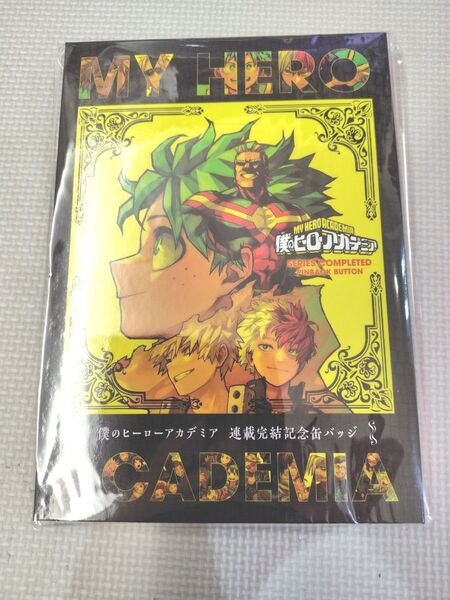 MY HERO
MY HERO ACADEMIA
僕のヒーローアカデミア
SERIES COMPLETED
PINBACK BUTTON
僕のヒーローアカデミア 連載完結記念缶バッジ
ACADEMIA